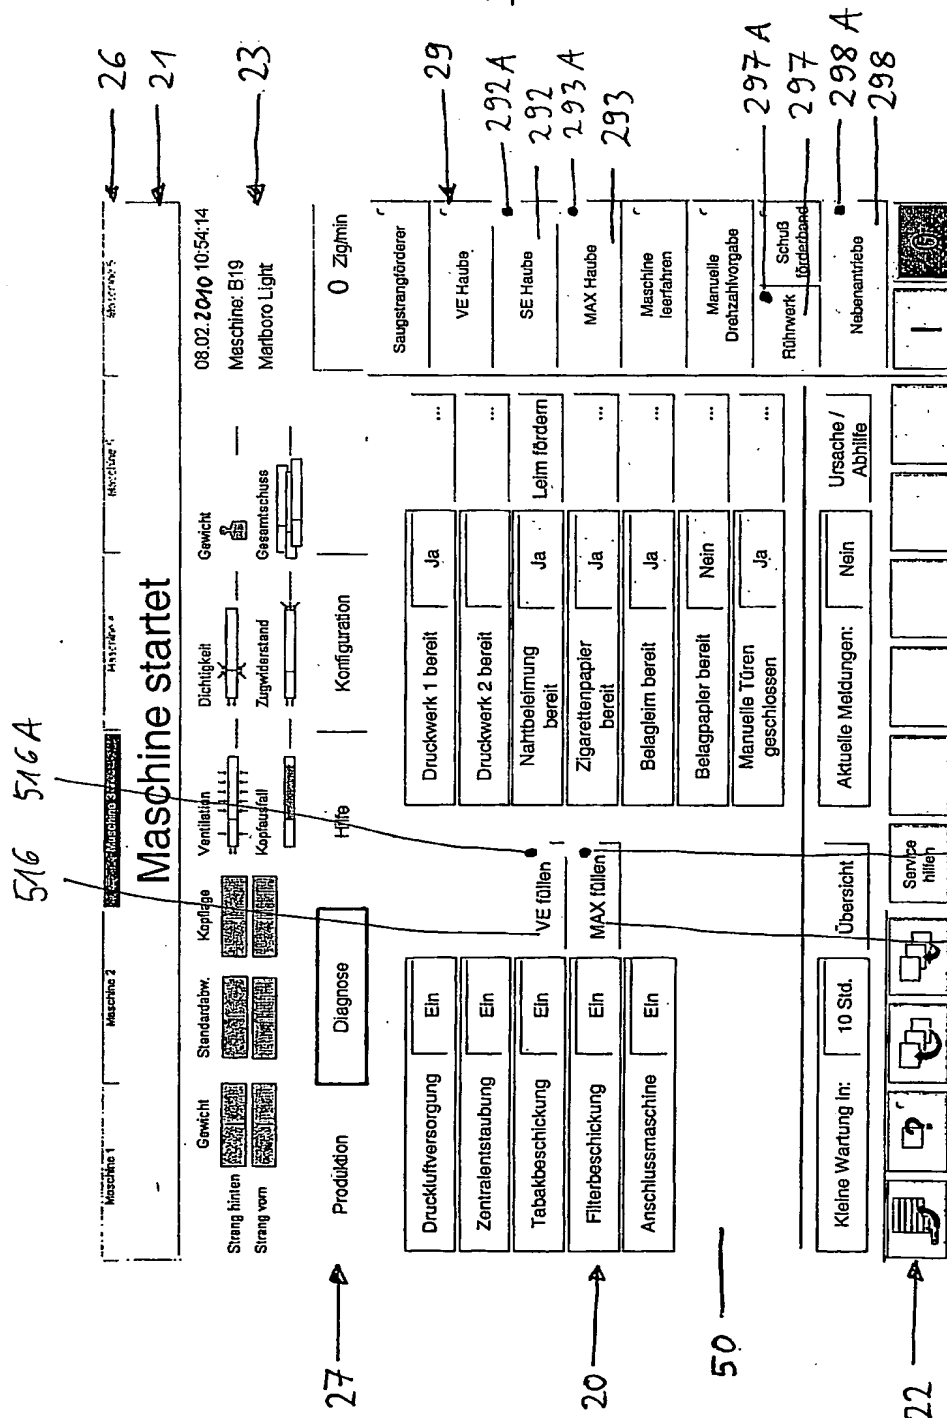 516 516A
26
21
23
29
292A
292
293A
293
297A
297
298A
298
27
20
50
22
Maschine 1
Maschine 2
Maschine 3
Maschine 4
Maschine 5
Maschine startet
Gewicht
Standardabw.
Kopflage
Ventilation
Dichtigkeit
Gewicht
08.02.2010 10:54:14
Strang hinten
Maschine: B19
Strang vorn
Kopfausfall
Zugwiderstand
Gesamtschuss
Marlboro Light
Produktion
Diagnose
Hilfe
Konfiguration
0 Zig/min
Druckluftversorgung
Ein
Zentralentstaubung
Ein
Tabakbeschickung
Ein
VE füllen
Filterbeschickung
Ein
MAX füllen
Anschlussmaschine
Ein
Druckwerk 1 bereit
Ja
...
Druckwerk 2 bereit
...
Nahtbeleimung
bereit
Ja
Leim fördern
Zigarettenpapier
bereit
Ja
...
Belagleim bereit
Ja
...
Belagpapier bereit
Nein
...
Manuelle Türen
geschlossen
Ja
...
Saugstrangförderer
VE Haube
SE Haube
MAX Haube
Maschine
leerfahren
Manuelle
Drehzahlvorgabe
Rührwerk
Schuß
förderband
Nebenantriebe
Kleine Wartung in:
10 Std.
Übersicht
Aktuelle Meldungen:
Nein
Ursache /
Abhilfe
?
Service
hilfen
I